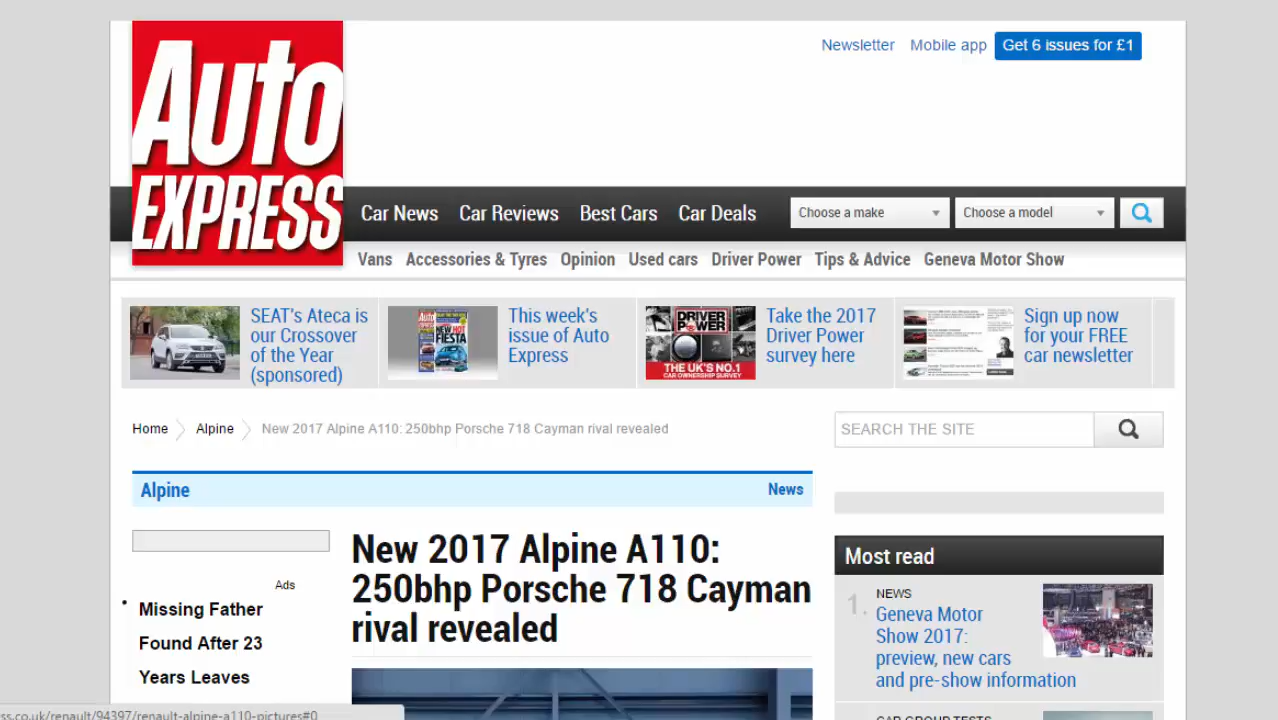 Auto
EXPRESS
Newsletter Mobile app Get 6 issues for £1
Car News Car Reviews Best Cars Car Deals Choose a make Choose a model
Vans Accessories & Tyres Opinion Used cars Driver Power Tips & Advice Geneva Motor Show
SEAT's Ateca is
our Crossover
of the Year
(sponsored)
This week's
issue of Auto
Express
DRIVER
POWER
THE UK'S NO.1
CAR OWNERSHIP SURVEY
Take the 2017
Driver Power
survey here
Sign up now
for your FREE
car newsletter
Home Alpine New 2017 Alpine A110: 250bhp Porsche 718 Cayman rival revealed
SEARCH THE SITE
Alpine News
Ads
Missing Father
Found After 23
Years Leaves
New 2017 Alpine A110:
250bhp Porsche 718 Cayman
rival revealed
Most read
1.
NEWS
Geneva Motor
Show 2017:
preview, new cars
and pre-show information
CAR GROUP TESTS
ss.co.uk/renault/94397/renault-alpine-a110-pictures#0